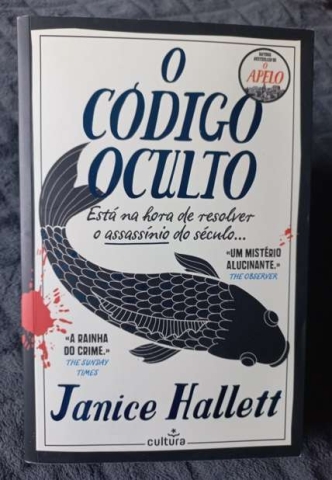 O
CÓDIGO
OCULTO
O APELO
Está na hora de resolver
o assassínio do século...
«UM MISTÉRIO
ALUCINANTE.»
THE OBSERVER
«A RAINHA
DO CRIME.»
THE SUNDAY
TIMES
Janice Hallett
cultura